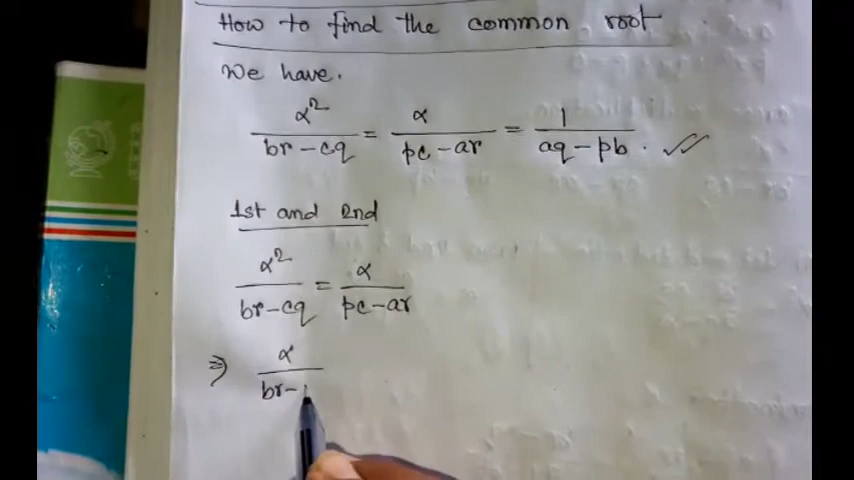 How to find the common root
We have.
α²/(br-cq) = α/(pc-ar) = 1/(aq-pb). ✓✓
1st and 2nd
α²/(br-cq) = α/(pc-ar)
⇒ α/(br-